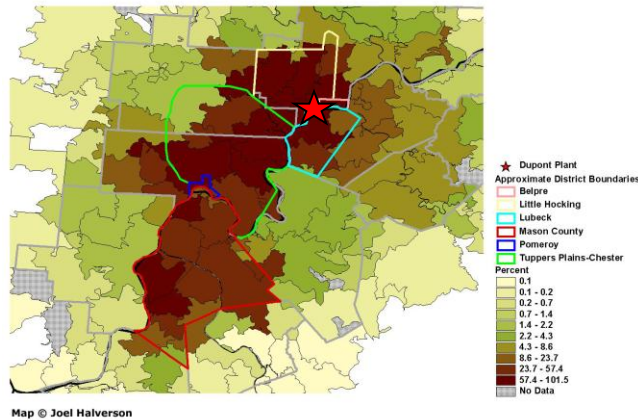 Dupont Plant
Approximate District Boundaries
Belpre
Little Hocking
Lubeck
Mason County
Pomeroy
Tuppers Plains-Chester
Percent
0.1
0.1 - 0.2
0.2 - 0.7
0.7 - 1.4
1.4 - 2.2
2.2 - 4.3
4.3 - 8.6
8.6 - 23.7
23.7 - 57.4
57.4 - 101.5
No Data
Map © Joel Halverson